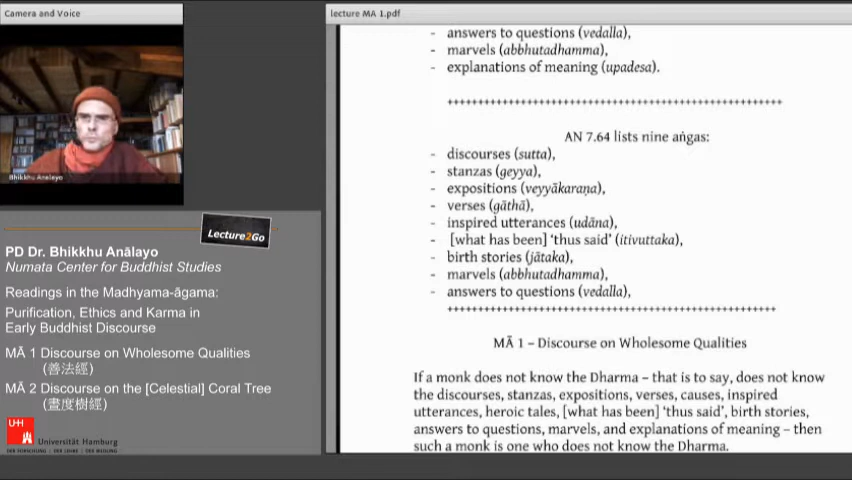 Camera and Voice
Bhikkhu Analayo
Lecture2Go
PD Dr. Bhikkhu Anālayo
Numata Center for Buddhist Studies
Readings in the Madhyama-āgama:
Purification, Ethics and Karma in
Early Buddhist Discourse
MĀ 1 Discourse on Wholesome Qualities
(善法經)
MĀ 2 Discourse on the [Celestial] Coral Tree
(晝度樹經)
UH
Universität Hamburg
DER FORSCHUNG | DER LEHRE | DER BILDUNG
lecture MA 1.pdf
- answers to questions (vedalla),
- marvels (abbhutadhamma),
- explanations of meaning (upadesa).
++++++++++++++++++++++++++++++++++++++++++++++++++++++
AN 7.64 lists nine aṅgas:
- discourses (sutta),
- stanzas (geyya),
- expositions (veyyākaraṇa),
- verses (gāthā),
- inspired utterances (udāna),
- [what has been] 'thus said' (itivuttaka),
- birth stories (jātaka),
- marvels (abbhutadhamma),
- answers to questions (vedalla),
++++++++++++++++++++++++++++++++++++++++++++++++++++++
MĀ 1 – Discourse on Wholesome Qualities
If a monk does not know the Dharma – that is to say, does not know
the discourses, stanzas, expositions, verses, causes, inspired
utterances, heroic tales, [what has been] 'thus said', birth stories,
answers to questions, marvels, and explanations of meaning – then
such a monk is one who does not know the Dharma.